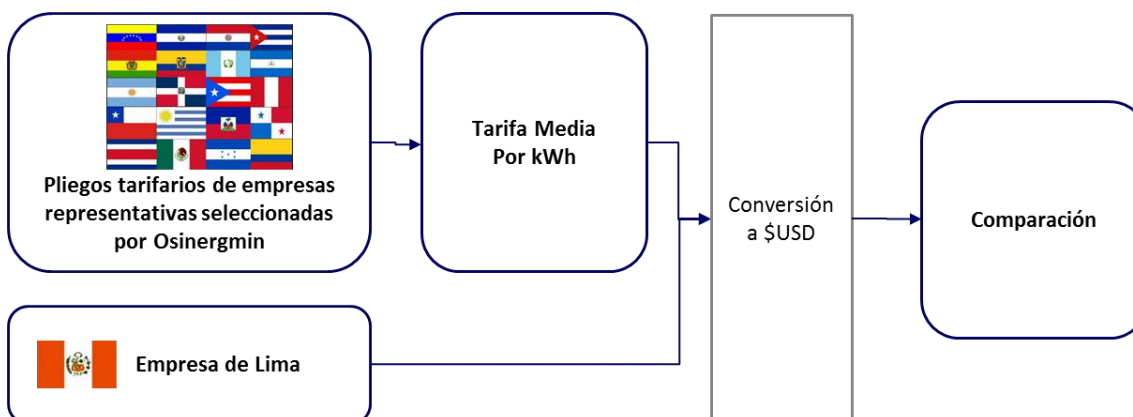 Pliegos tarifarios de empresas
representativas seleccionadas
por Osinergmin
Tarifa Media
Por kWh
Conversión
a $USD
Comparación
Empresa de Lima